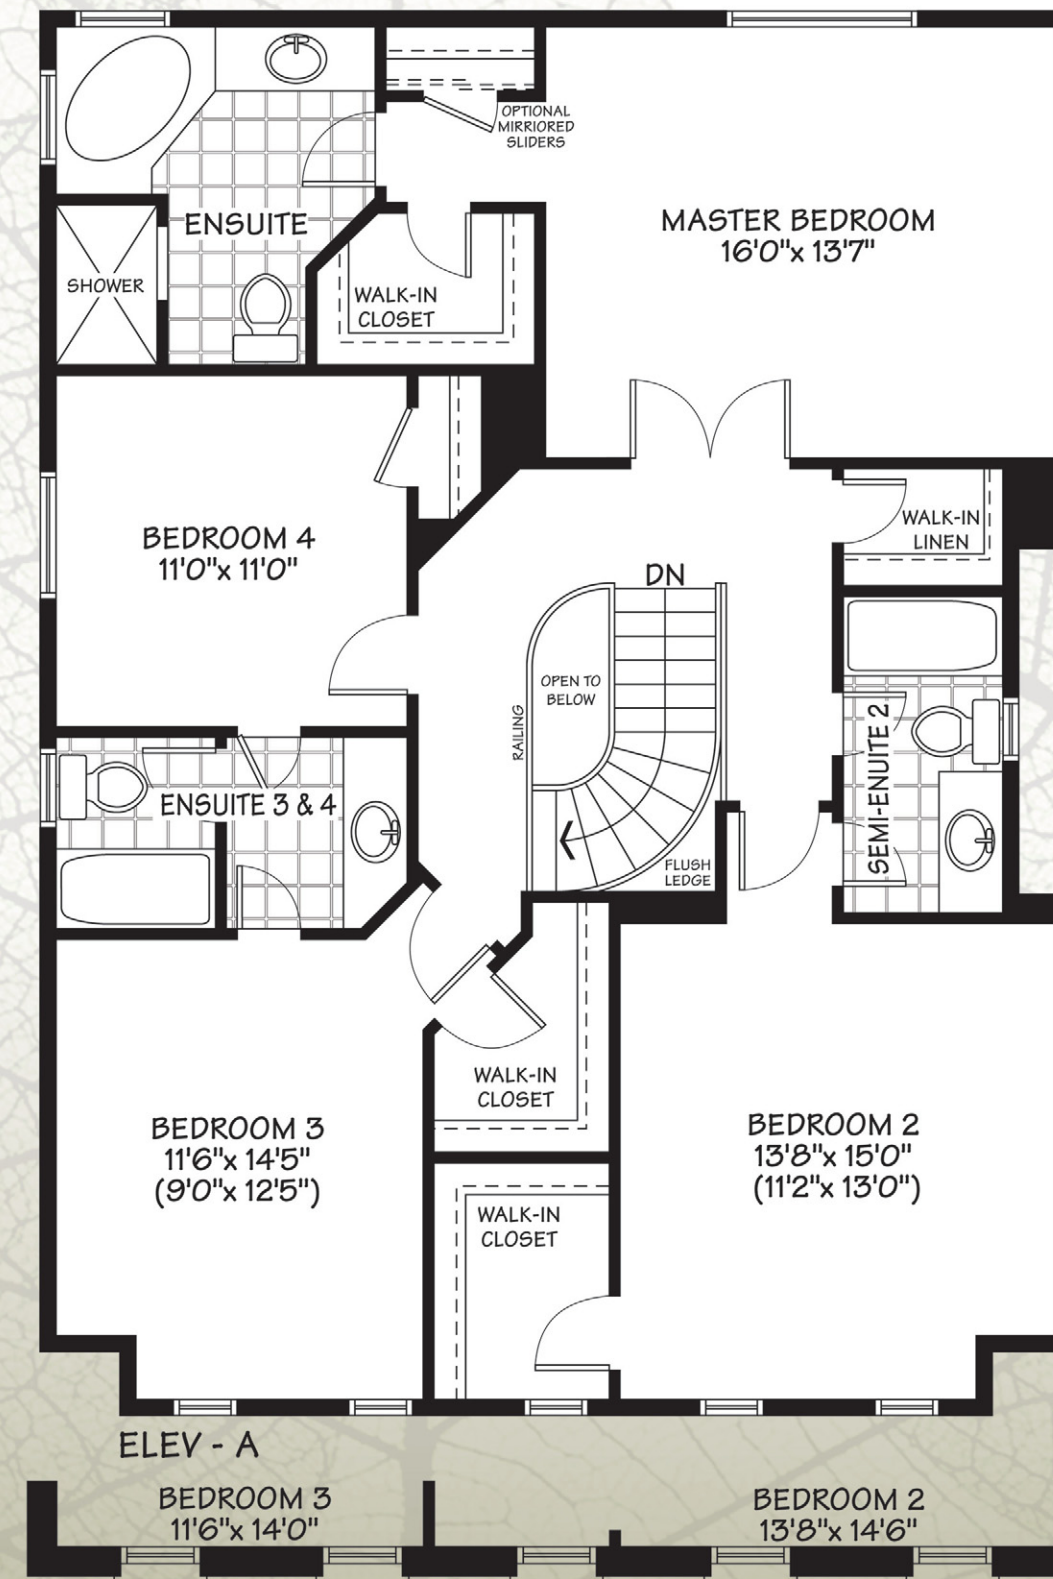 OPTIONAL
MIRRIORED
SLIDERS
ENSUITE
MASTER BEDROOM
16'0"x 13'7"
SHOWER
WALK-IN
CLOSET
WALK-IN
LINEN
BEDROOM 4
11'0"x 11'0"
DN
OPEN TO
BELOW
RAILING
SEMI-ENUITE 2
ENSUITE 3 & 4
FLUSH
LEDGE
WALK-IN
CLOSET
BEDROOM 3
11'6"x 14'5"
(9'0"x 12'5")
BEDROOM 2
13'8"x 15'0"
(11'2"x 13'0")
WALK-IN
CLOSET
ELEV - A
BEDROOM 3
11'6"x 14'0"
BEDROOM 2
13'8"x 14'6"